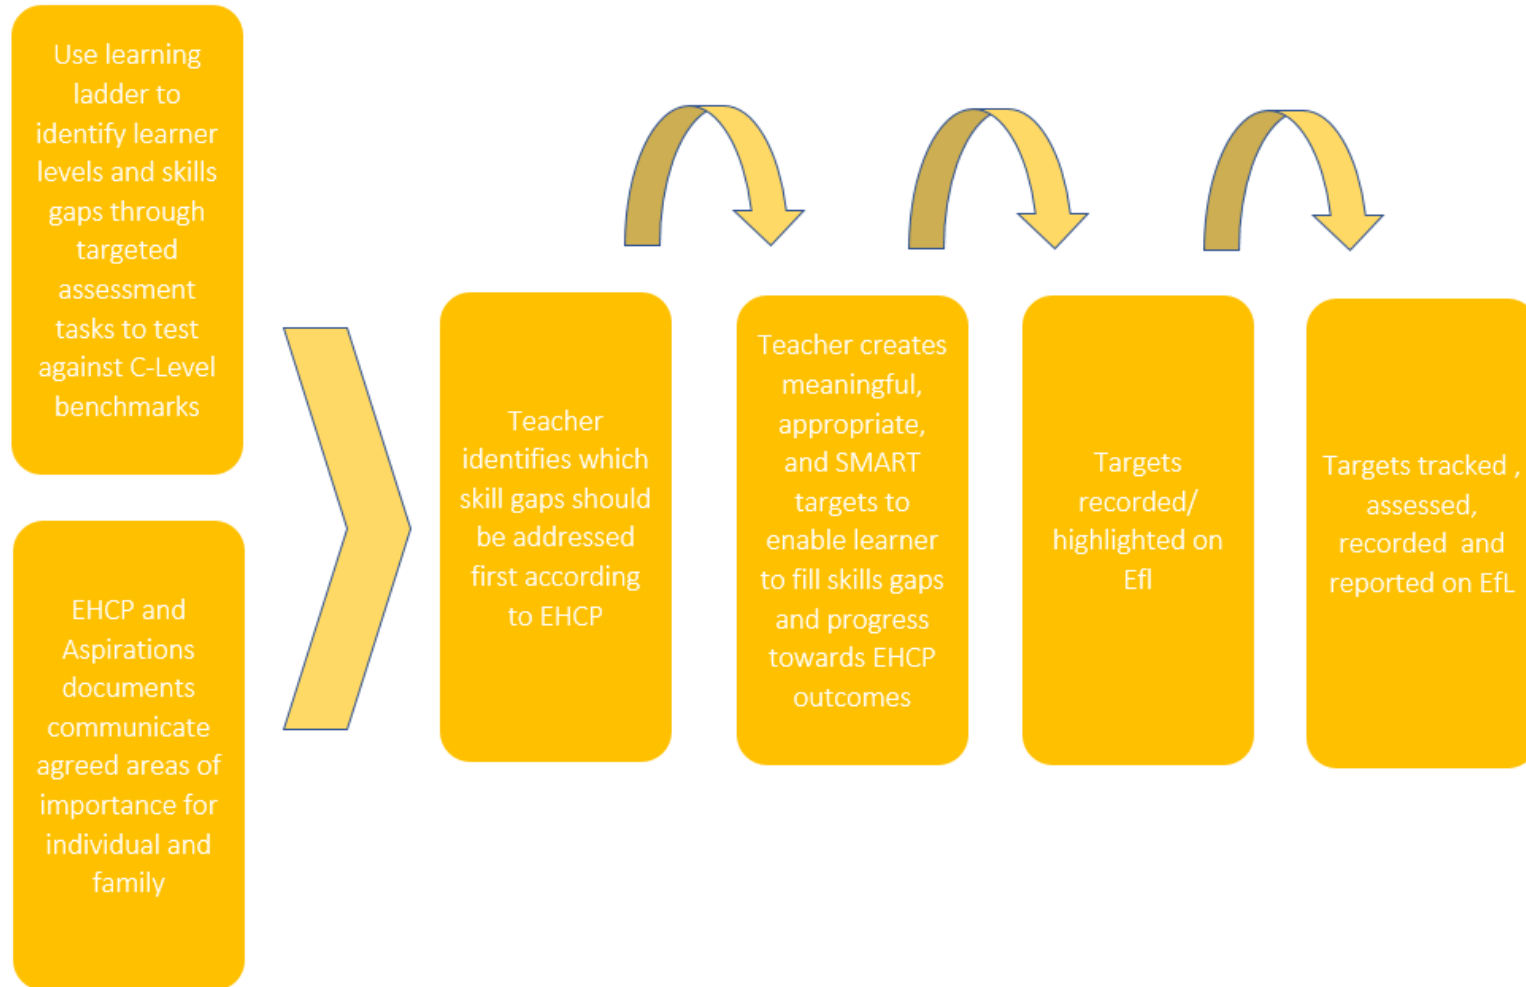 Use learning
ladder to
identify learner
levels and skills
gaps through
targeted
assessment
tasks to test
against C-Level
benchmarks
EHCP and
Aspirations
documents
communicate
agreed areas of
importance for
individual and
family
Teacher
identifies which
skill gaps should
be addressed
first according
to EHCP
Teacher creates
meaningful,
appropriate,
and SMART
targets to
enable learner
to fill skills gaps
and progress
towards EHCP
outcomes
Targets
recorded/
highlighted on
Efl
Targets tracked ,
assessed,
recorded  and
reported on EfL